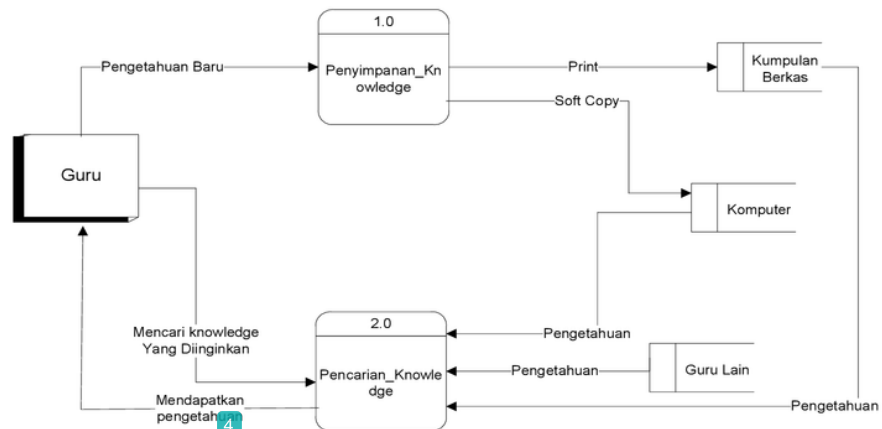 1.0
Pengetahuan Baru
Penyimpanan_Kn
owledge
Print
Kumpulan
Berkas
Soft Copy
Guru
Komputer
2.0
Mencari knowledge
Yang Diinginkan
Pengetahuan
Pencarian_Knowle
dge
Pengetahuan
Guru Lain
Mendapatkan
pengetahuan
Pengetahuan
4